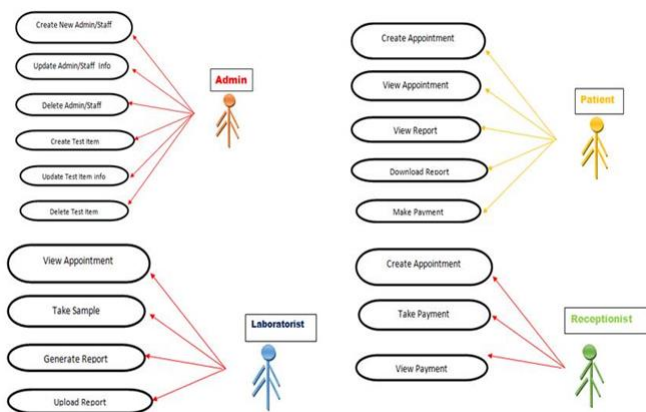 Create New Admin/Staff
Update Admin/Staff Info
Delete Admin/Staff
Create Test Item
Update Test Item info
Delete Test Item
Admin
Create Appointment
View Appointment
View Report
Download Report
Make Payment
Patient
View Appointment
Take Sample
Generate Report
Upload Report
Laboratorist
Create Appointment
Take Payment
View Payment
Receptionist